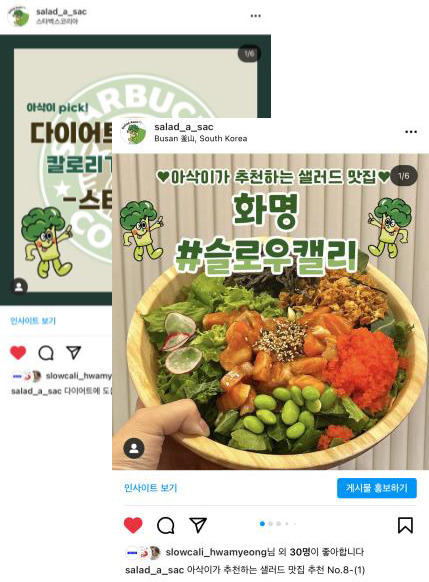 salad_a_sac
스타벅스코리아
1/6
아삭이 pick!
다이어트
칼로리
-스타
STARBUC
CO
인사이트 보기
slowcali_hwamy
salad_a_sac 다이어트에 도
salad_a_sac
Busan 釜山, South Korea
1/6
♥아삭이가 추천하는 샐러드 맛집♥
화명
#슬로우캘리
인사이트 보기
게시물 홍보하기
slowcali_hwamyeong님 외 30명이 좋아합니다
salad_a_sac 아삭이가 추천하는 샐러드 맛집 추천 No.8-(1)